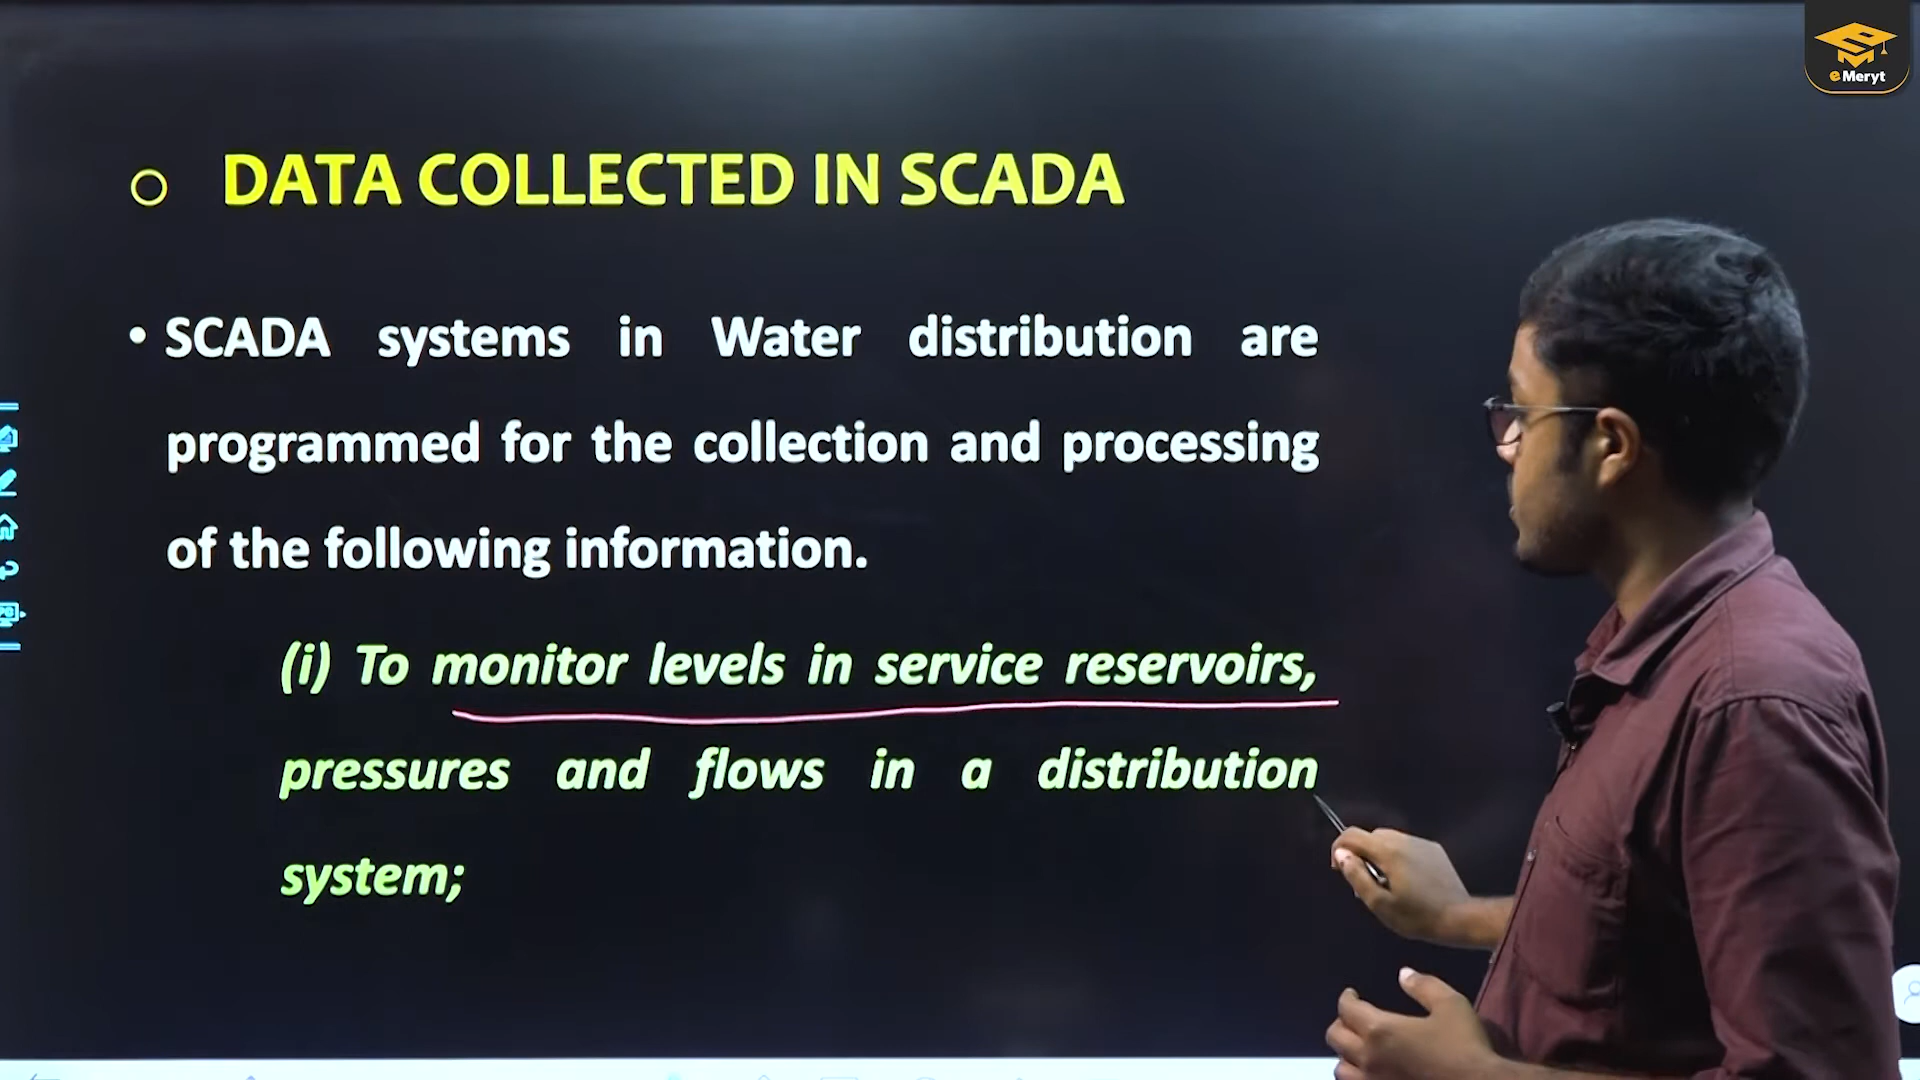 eMeryt
DATA COLLECTED IN SCADA
• SCADA systems in Water distribution are
programmed for the collection and processing
of the following information.
(i) To monitor levels in service reservoirs,
pressures and flows in a distribution
system;